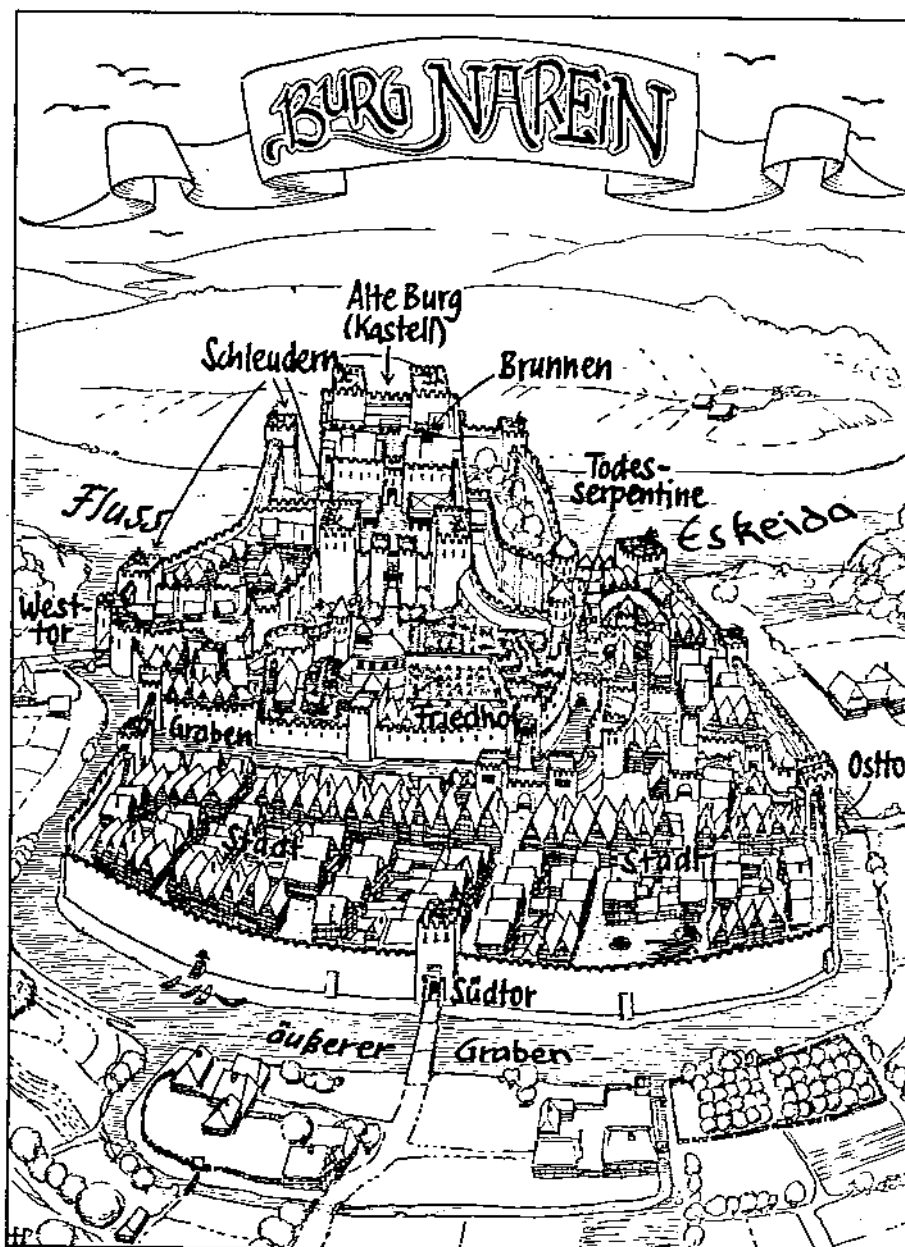 BURG NAREIN
Alte Burg
(Kastell)
Schleudern
Brunnen
Todes-
serpentine
Fluss
Eskeida
West-
tor
Friedhof
Graben
Ostto
Stadt
Stadt
Südtor
äußerer
Graben